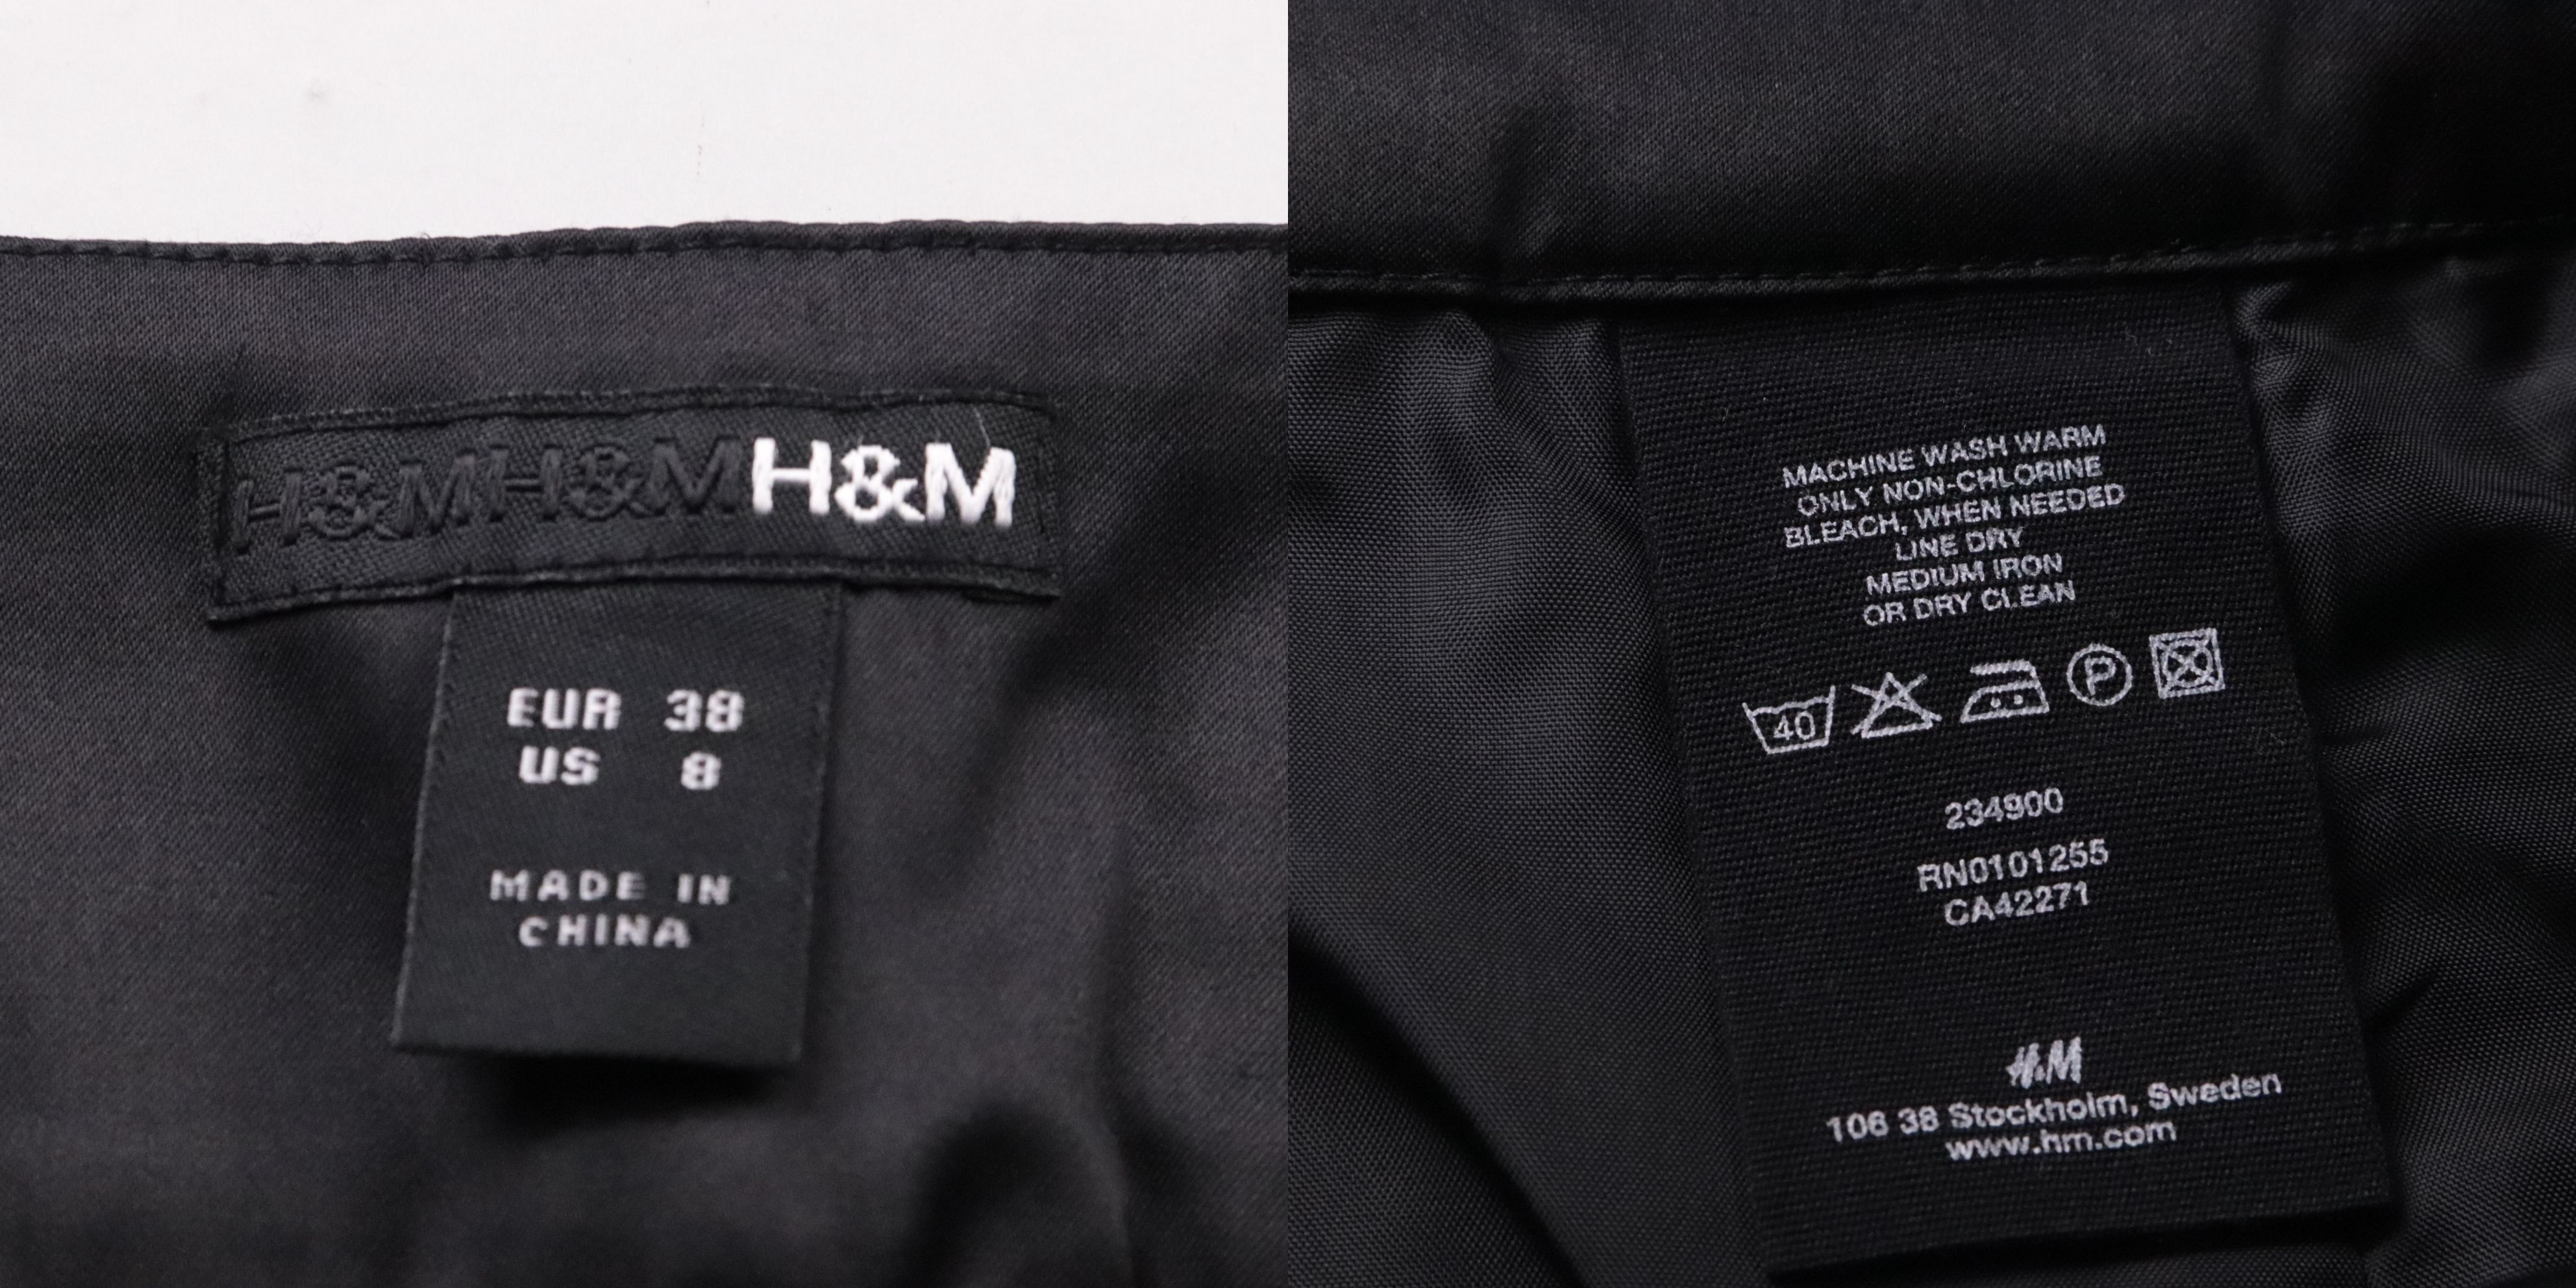 H&MH&MH&M
EUR 38
US 8
MADE IN
CHINA
MACHINE WASH WARM
ONLY NON-CHLORINE
BLEACH, WHEN NEEDED
LINE DRY
MEDIUM IRON
OR DRY CLEAN
40 P
234900
RN0101255
CA42271
H&M
106 38 Stockholm, Sweden
www.hm.com